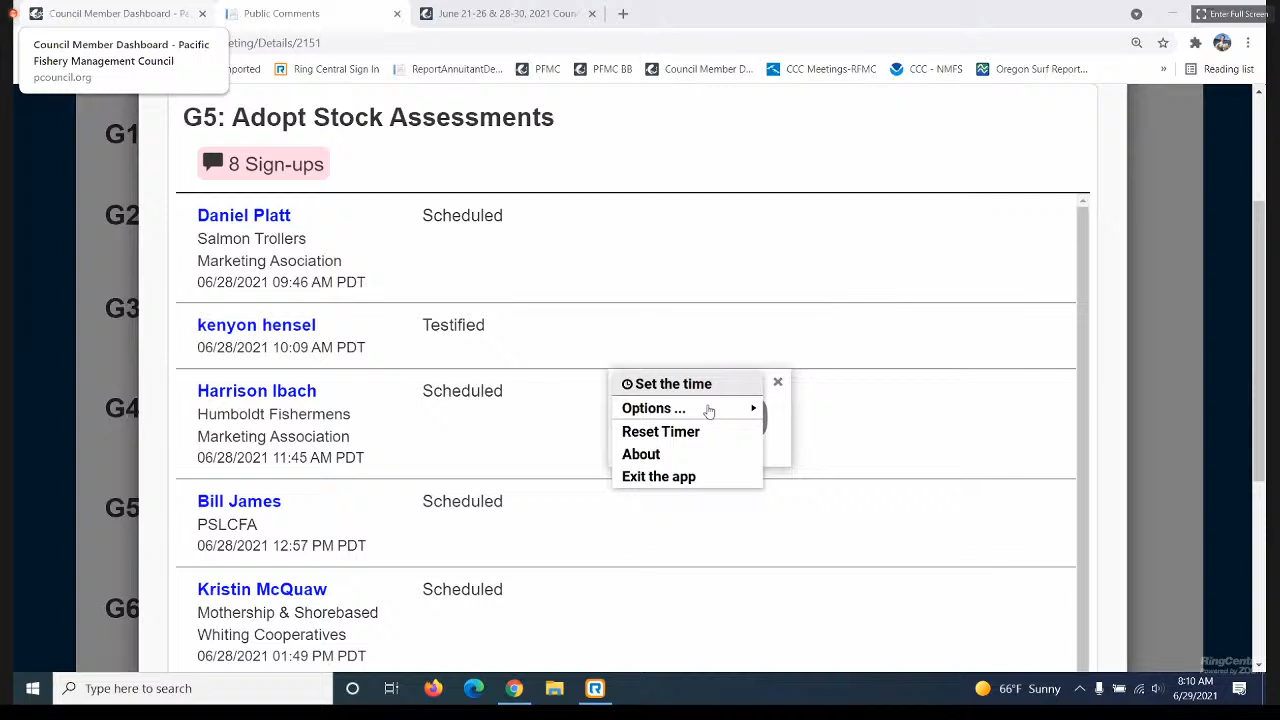 Council Member Dashboard - Pa
Public Comments
June 21-26 & 28-30, 2021 Coun
Enter Full Screen
Council Member Dashboard - Pacific
Fishery Management Council
pcouncil.org
eting/Details/2151
ported
Ring Central Sign In
ReportAnnuitantDe...
PFMC
PFMC BB
Council Member D...
CCC Meetings-RFMC
CCC - NMFS
Oregon Surf Report...
»
Reading list
G1
G2
G3
G4
G5
G6
G5: Adopt Stock Assessments
8 Sign-ups
Daniel Platt Scheduled
Salmon Trollers
Marketing Asociation
06/28/2021 09:46 AM PDT
kenyon hensel Testified
06/28/2021 10:09 AM PDT
Harrison Ibach Scheduled
Humboldt Fishermens
Marketing Association
06/28/2021 11:45 AM PDT
Set the time
Options ...
Reset Timer
About
Exit the app
Bill James Scheduled
PSLCFA
06/28/2021 12:57 PM PDT
Kristin McQuaw Scheduled
Mothership & Shorebased
Whiting Cooperatives
06/28/2021 01:49 PM PDT
Type here to search
66°F Sunny
8:10 AM
6/29/2021